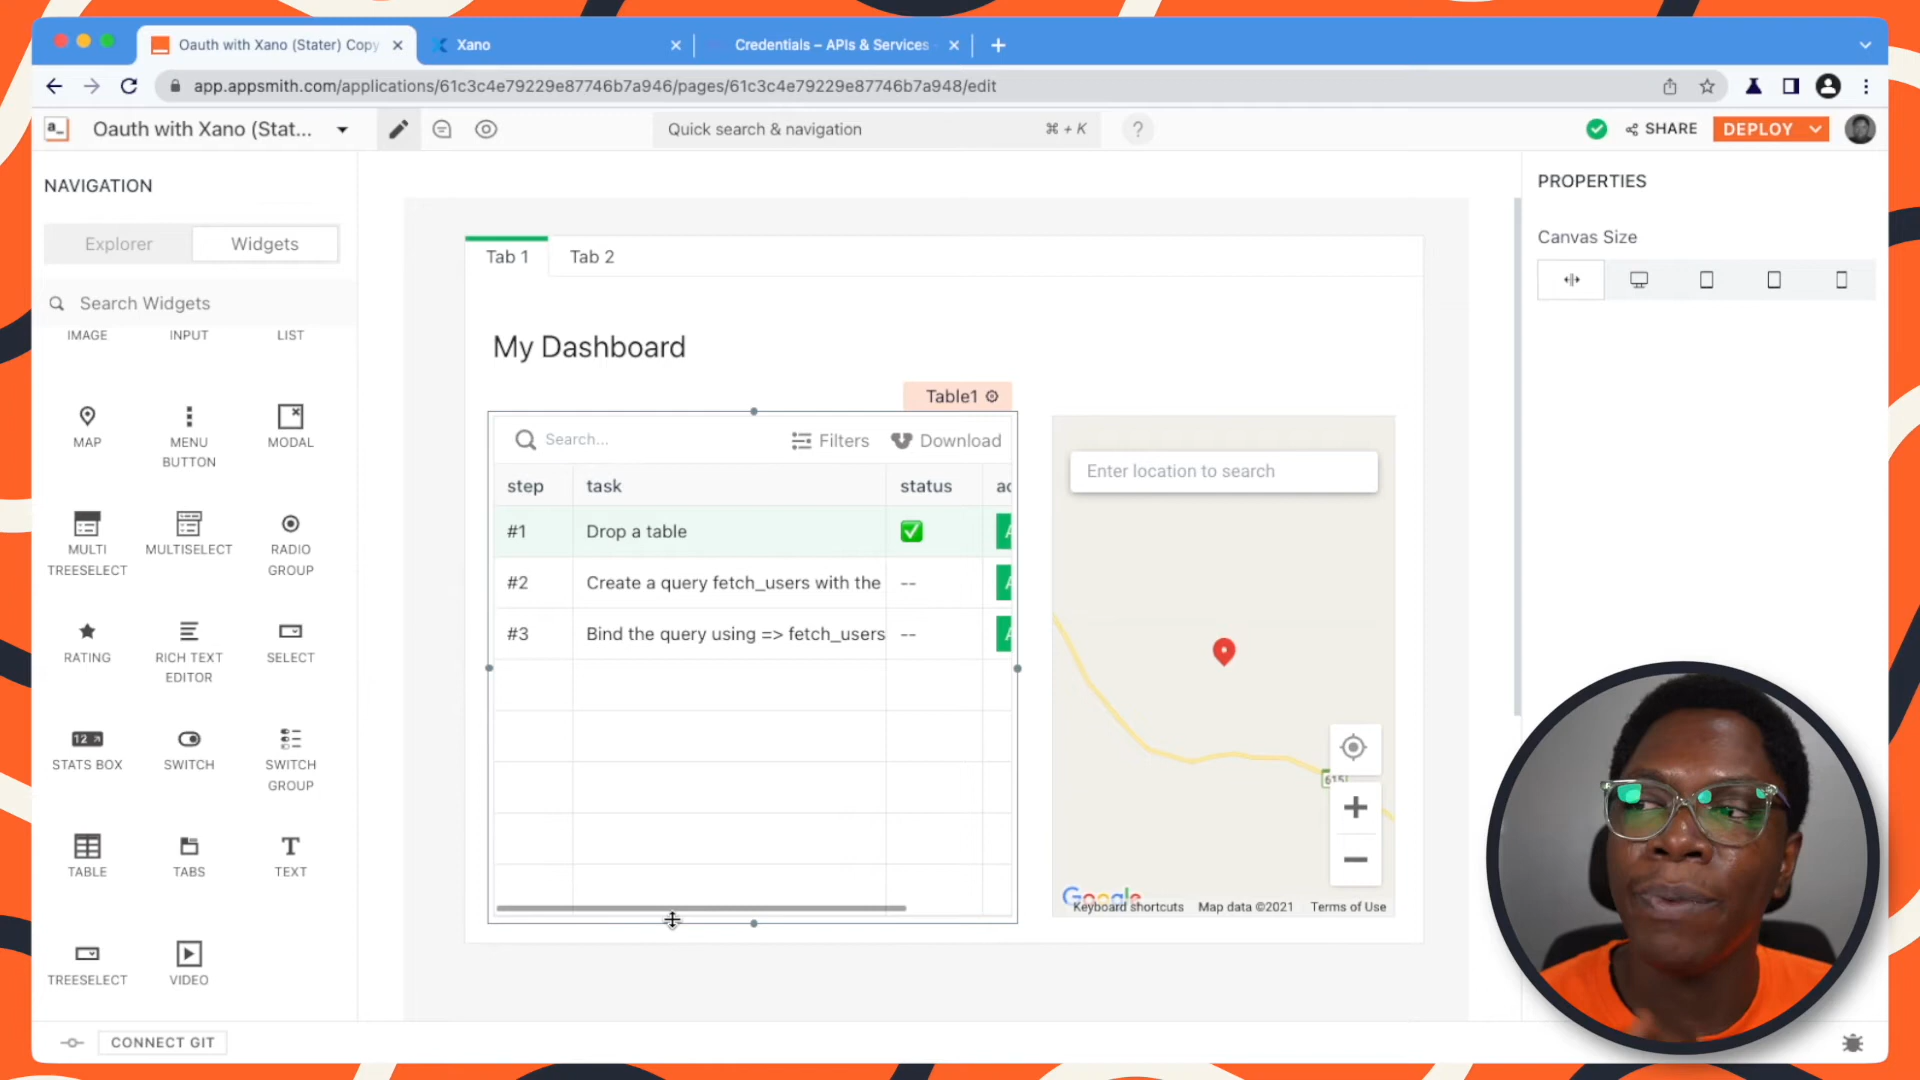 Oauth with Xano (Stater) Copy
Xano
Credentials – APIs & Services
app.appsmith.com/applications/61c3c4e79229e87746b7a946/pages/61c3c4e79229e87746b7a948/edit
a_
Oauth with Xano (Stat...
Quick search & navigation
⌘ + K
?
SHARE
DEPLOY
NAVIGATION
Explorer
Widgets
Search Widgets
IMAGE
INPUT
LIST
MAP
MENU BUTTON
MODAL
MULTI TREESELECT
MULTISELECT
RADIO GROUP
RATING
RICH TEXT EDITOR
SELECT
12
STATS BOX
SWITCH
SWITCH GROUP
TABLE
TABS
TEXT
TREESELECT
VIDEO
CONNECT GIT
Tab 1
Tab 2
My Dashboard
Table1
Search...
Filters
Download
step
task
status
#1
Drop a table
#2
Create a query fetch_users with the
--
#3
Bind the query using => fetch_users
--
Enter location to search
615
Google
Keyboard shortcuts
Map data ©2021
Terms of Use
PROPERTIES
Canvas Size